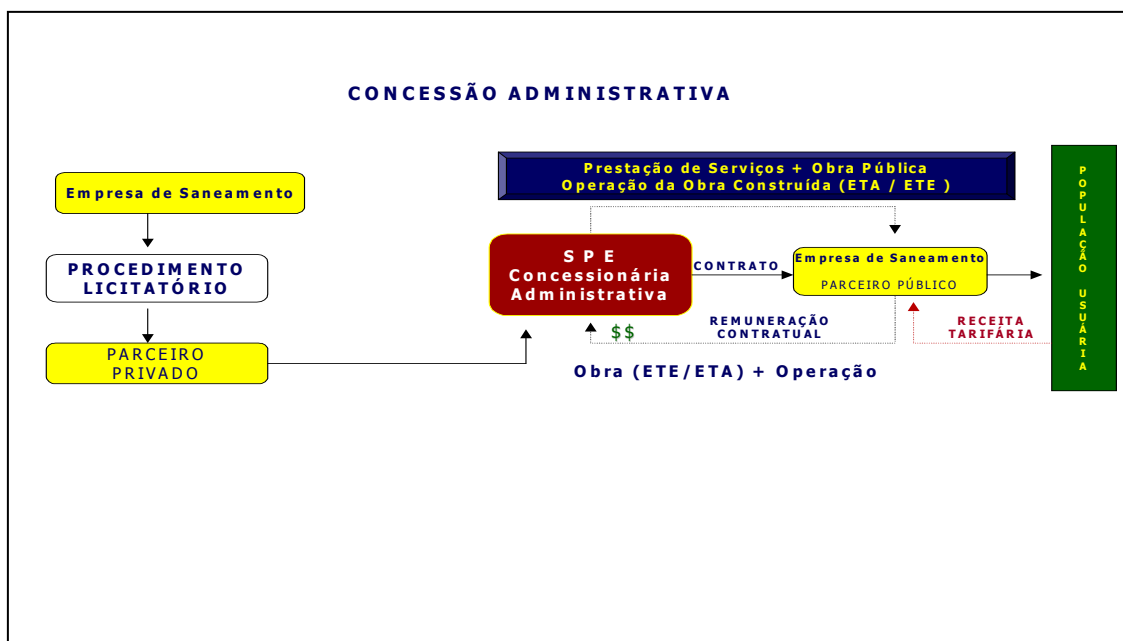 CONCESSÃO ADMINISTRATIVA
Prestação de Serviços + Obra Pública
Operação da Obra Construída (ETA / ETE )
Empresa de Saneamento
PROCEDIMENTO
LICITATÓRIO
PARCEIRO
PRIVADO
SPE
Concessionária
Administrativa
CONTRATO
Empresa de Saneamento
PARCEIRO PÚBLICO
$$
REMUNERAÇÃO
CONTRATUAL
RECEITA
TARIFÁRIA
Obra (ETE/ETA) + Operação
POPULAÇÃO USUÁRIA